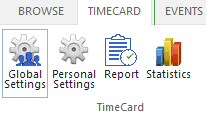 BROWSE TIMECARD EVENTS
Global Settings Personal Settings Report Statistics
TimeCard